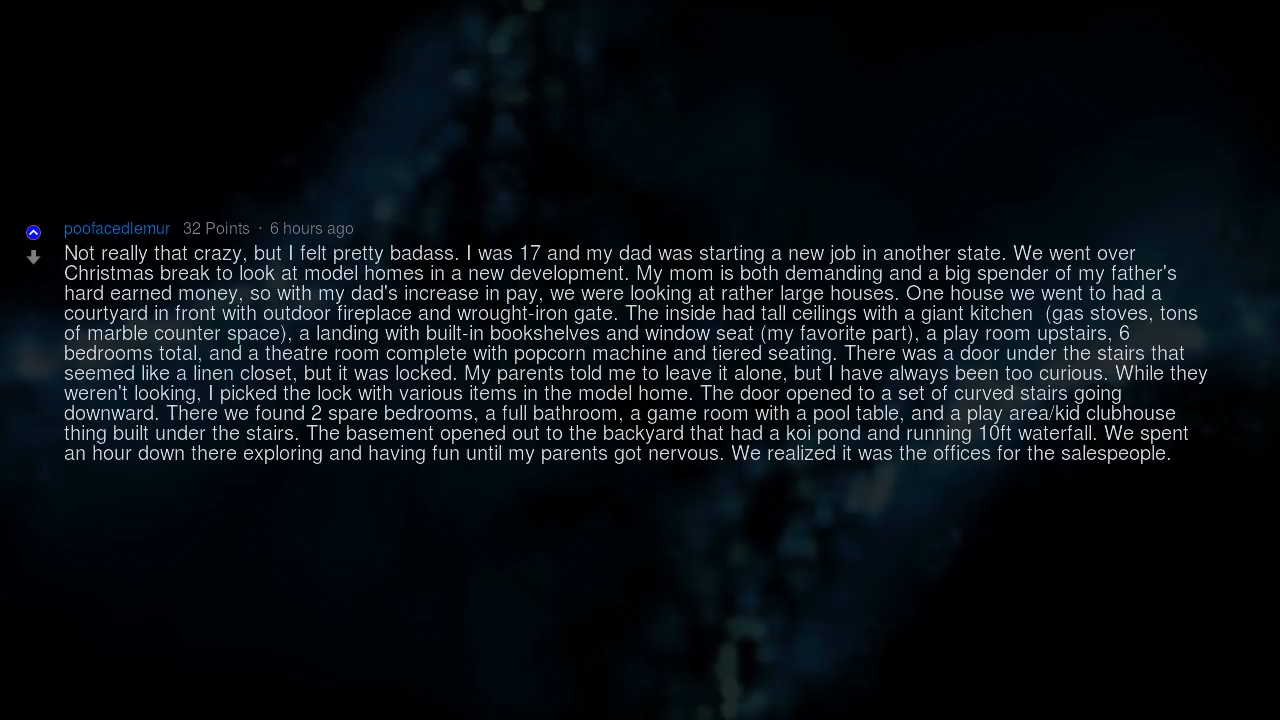 poofacedlemur 32 Points · 6 hours ago
Not really that crazy, but I felt pretty badass. I was 17 and my dad was starting a new job in another state. We went over
Christmas break to look at model homes in a new development. My mom is both demanding and a big spender of my father's
hard earned money, so with my dad's increase in pay, we were looking at rather large houses. One house we went to had a
courtyard in front with outdoor fireplace and wrought-iron gate. The inside had tall ceilings with a giant kitchen  (gas stoves, tons
of marble counter space), a landing with built-in bookshelves and window seat (my favorite part), a play room upstairs, 6
bedrooms total, and a theatre room complete with popcorn machine and tiered seating. There was a door under the stairs that
seemed like a linen closet, but it was locked. My parents told me to leave it alone, but I have always been too curious. While they
weren't looking, I picked the lock with various items in the model home. The door opened to a set of curved stairs going
downward. There we found 2 spare bedrooms, a full bathroom, a game room with a pool table, and a play area/kid clubhouse
thing built under the stairs. The basement opened out to the backyard that had a koi pond and running 10ft waterfall. We spent
an hour down there exploring and having fun until my parents got nervous. We realized it was the offices for the salespeople.